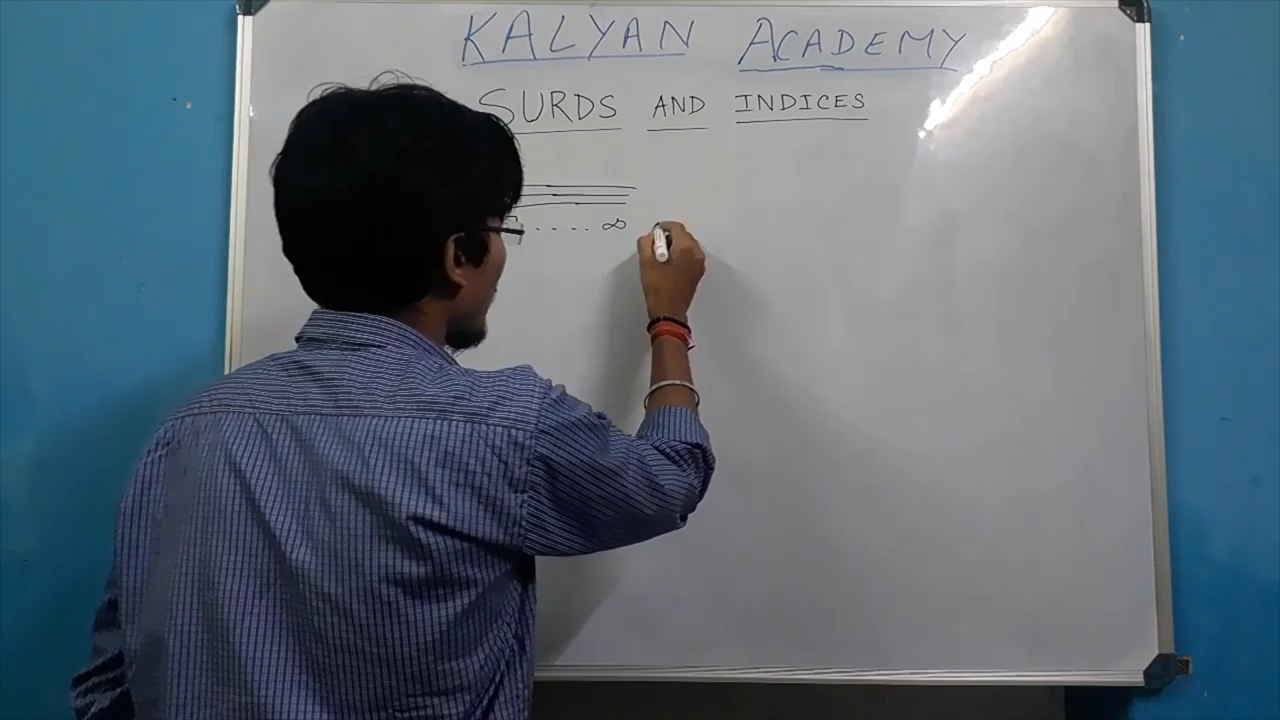 KALYAN ACADEMY
SURDS AND INDICES
..... ∞